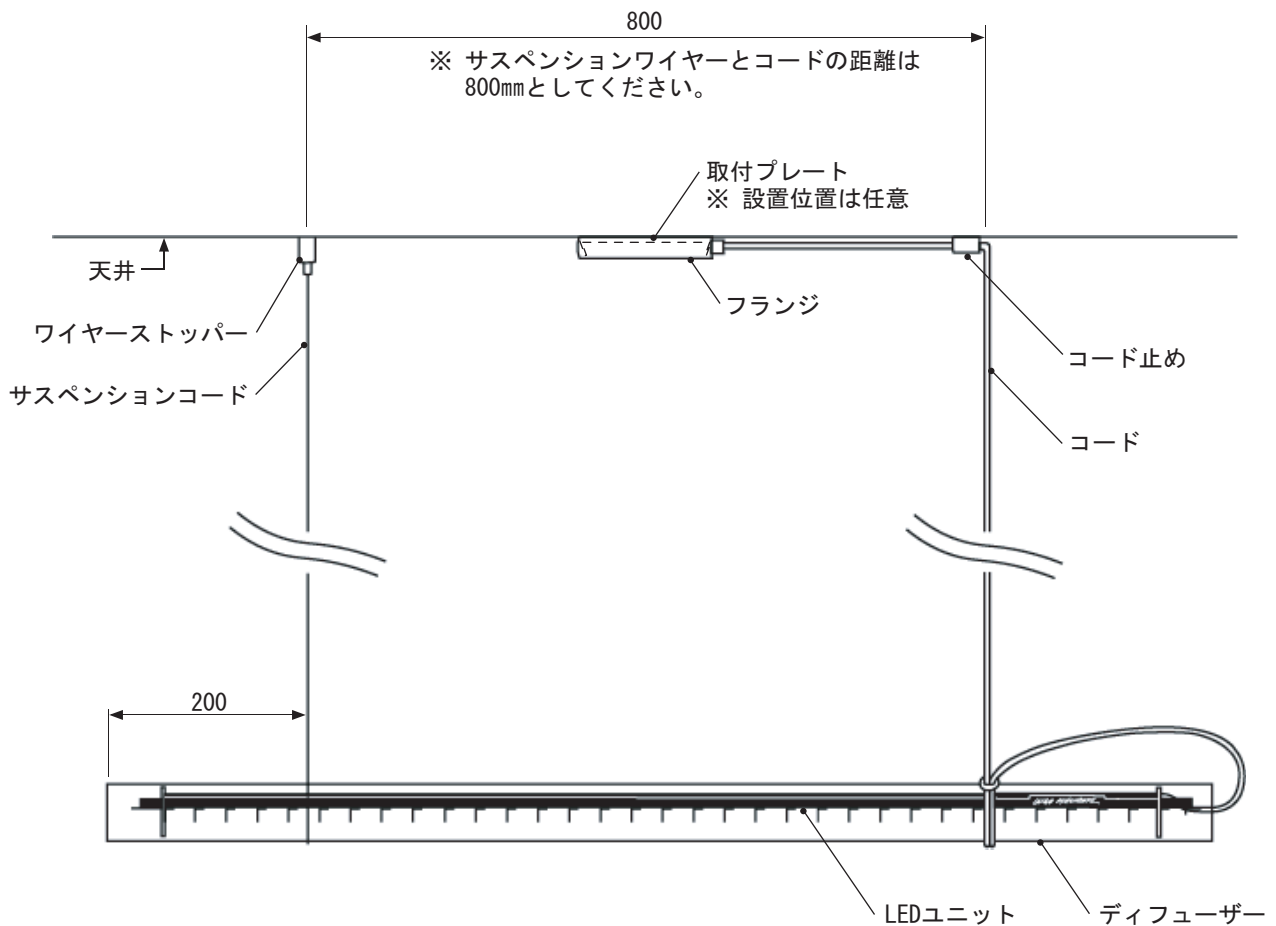 800
※ サスペンションワイヤーとコードの距離は
800㎜としてください。
取付プレート
※ 設置位置は任意
天井
フランジ
ワイヤーストッパー
コード止め
サスペンションコード
コード
200
LEDユニット
ディフューザー